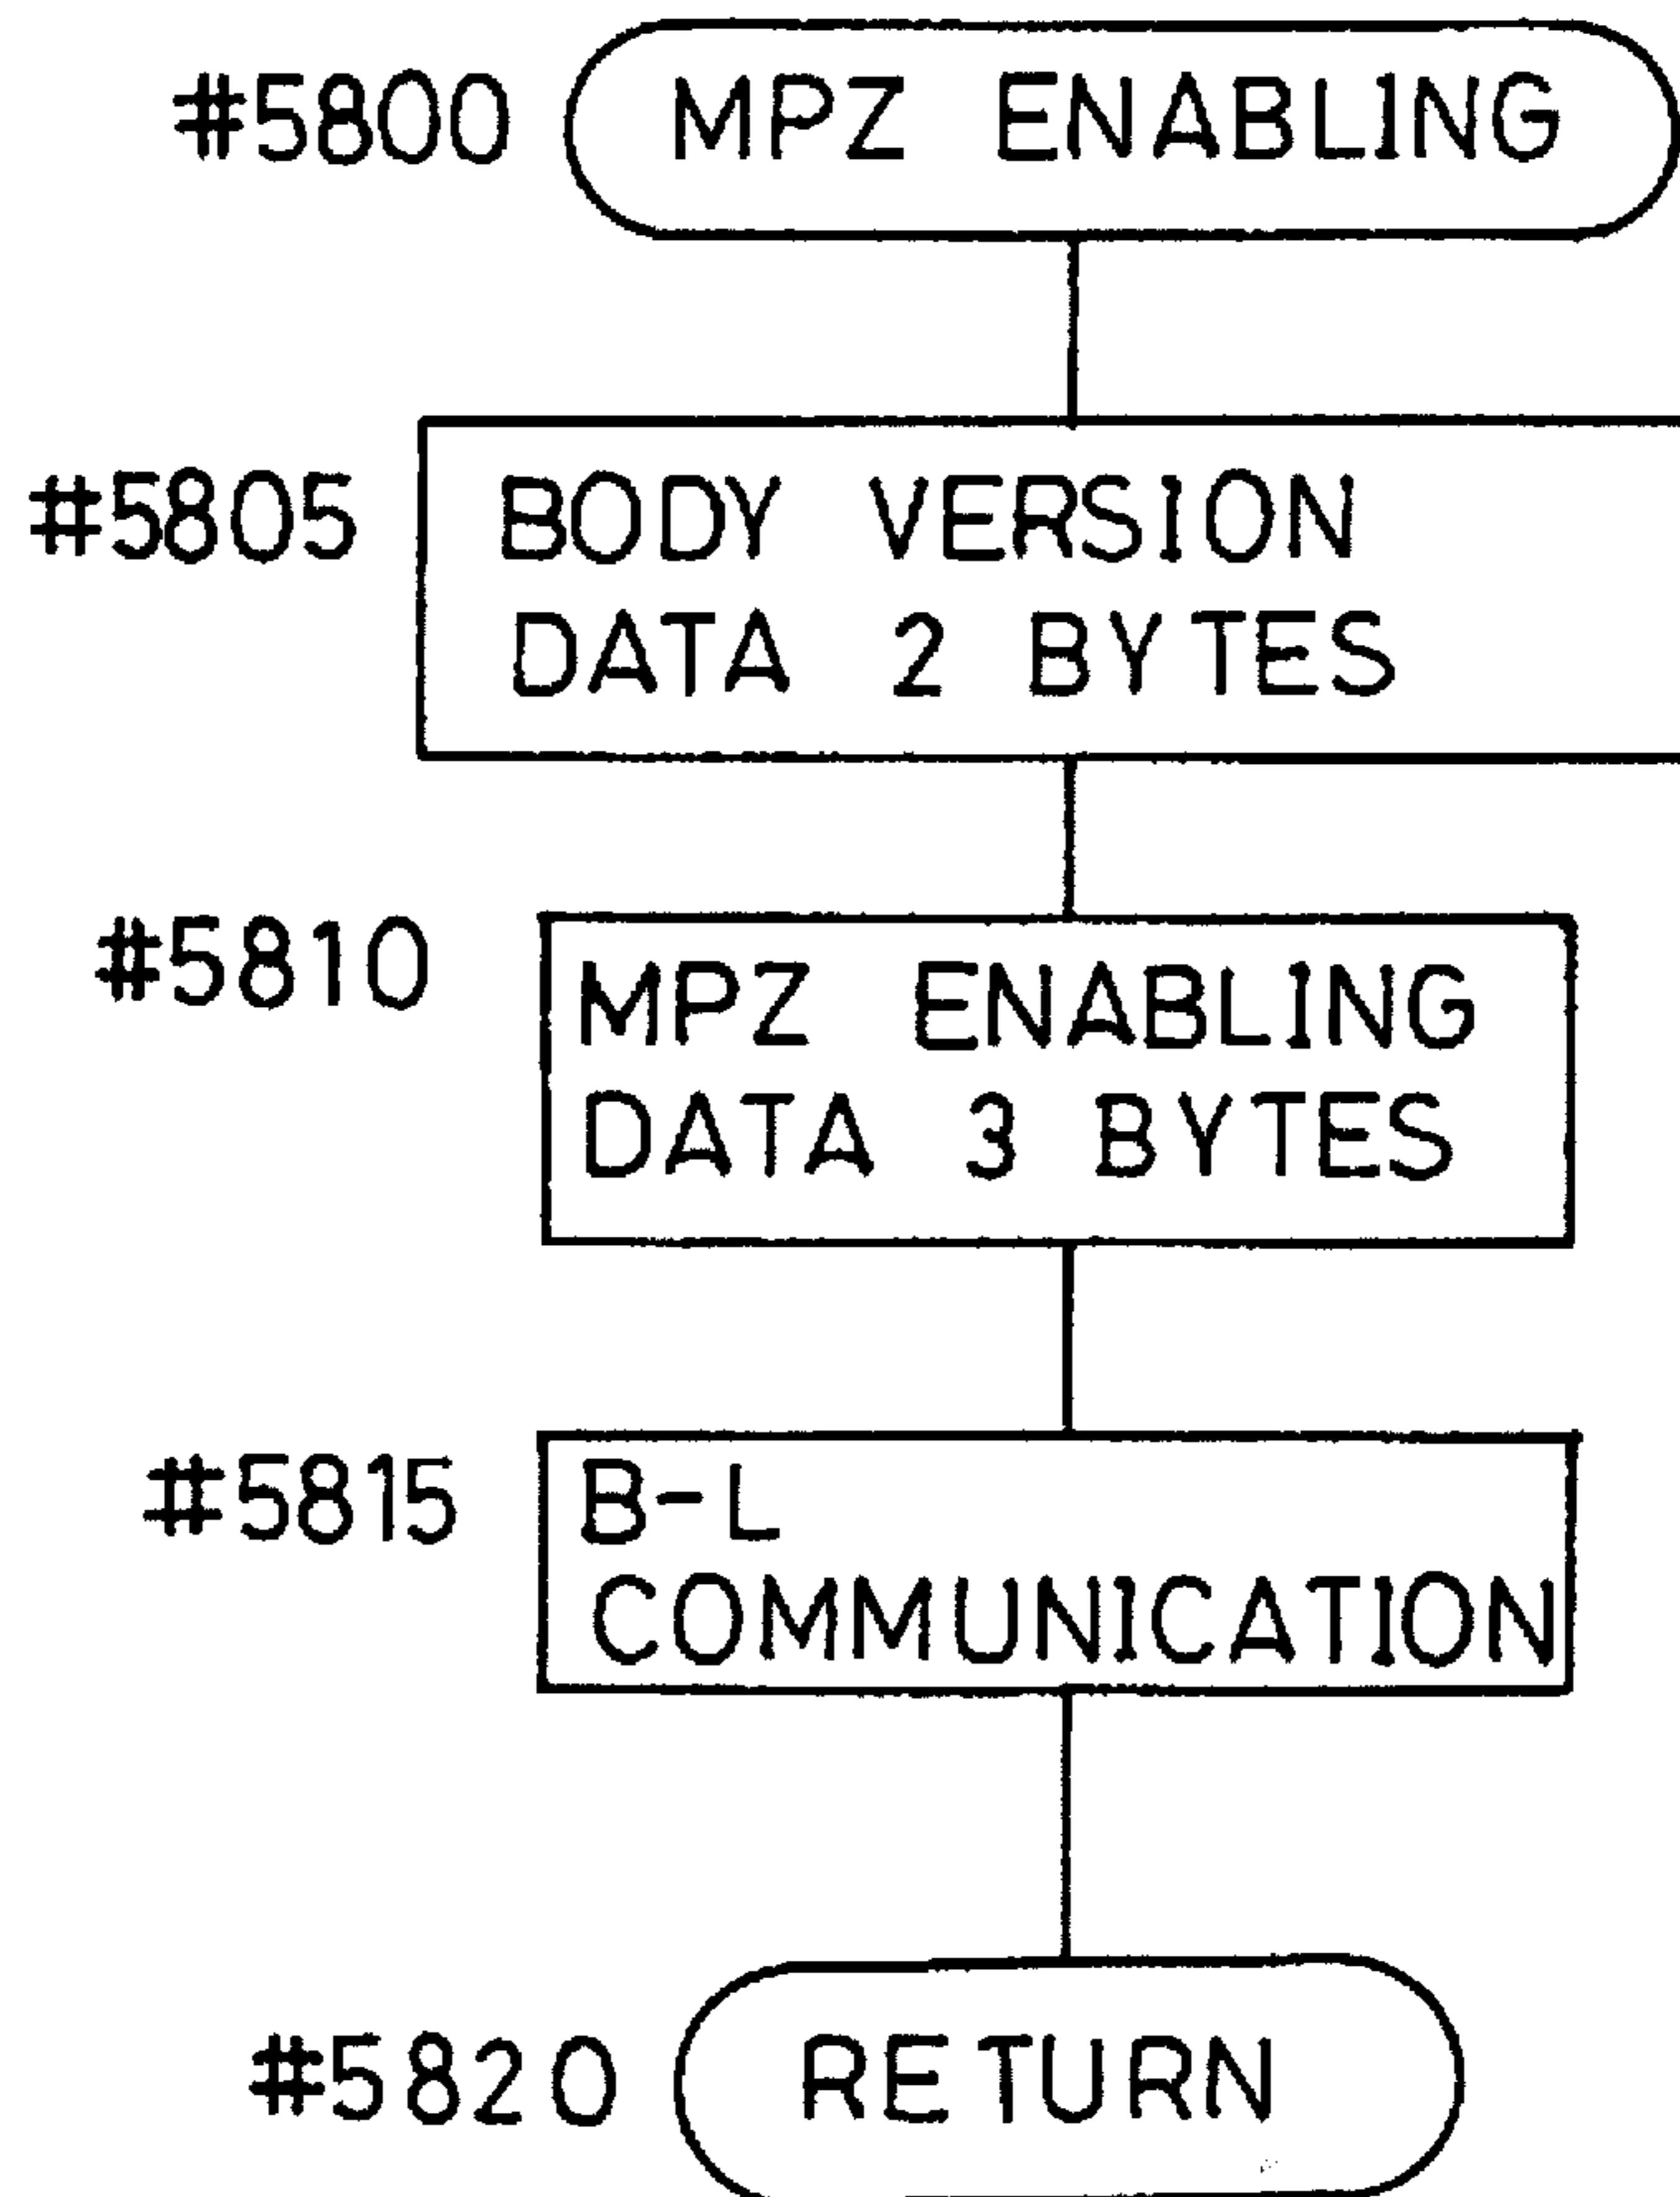 #5800 MPZ ENABLING
#5805 BODY VERSION
DATA 2 BYTES
#5810 MPZ ENABLING
DATA 3 BYTES
#5815 B-L
COMMUNICATION
#5820 RETURN